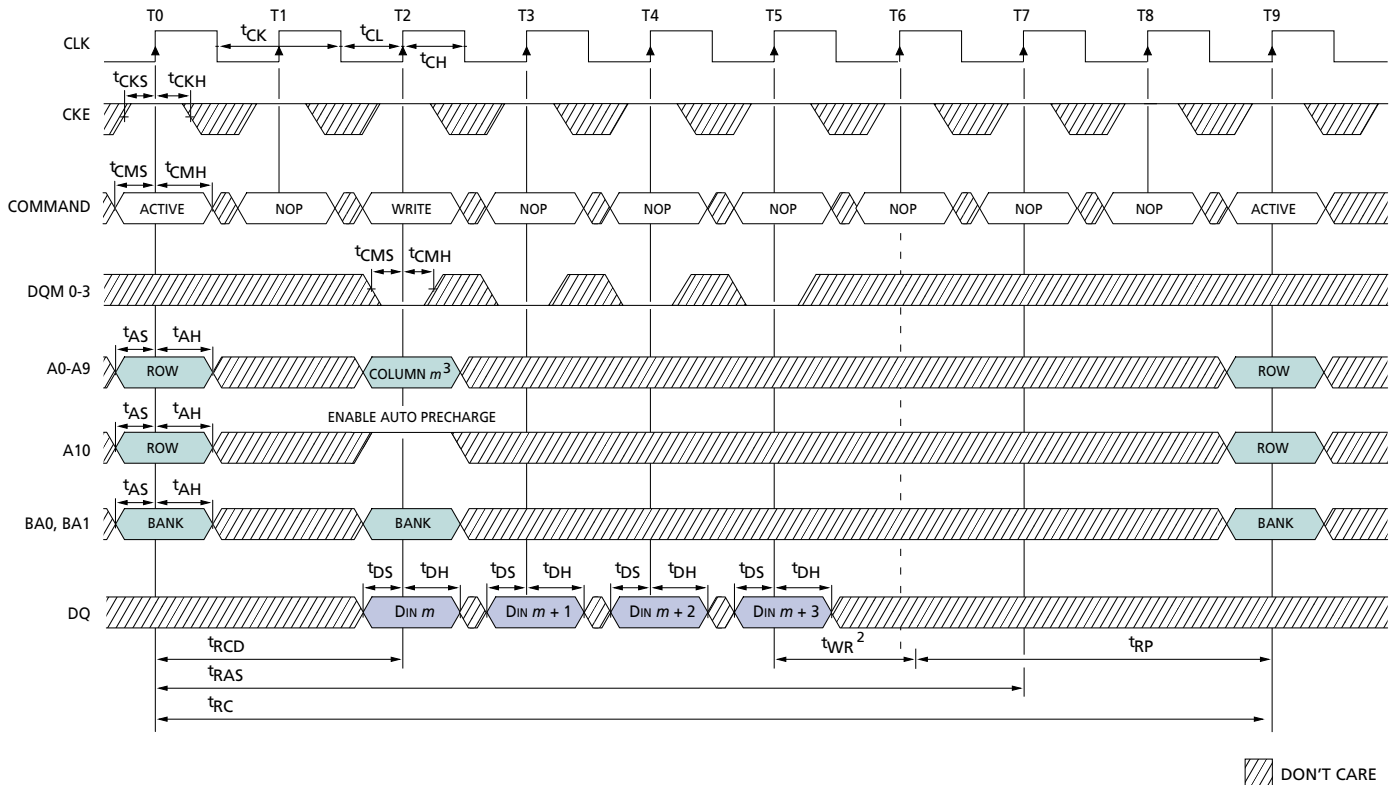 T0 T1 T2 T3 T4 T5 T6 T7 T8 T9
CLK tCK tCL tCH
tCKS tCKH
CKE
tCMS tCMH
COMMAND ACTIVE NOP WRITE NOP NOP NOP NOP NOP NOP ACTIVE
tCMS tCMH
DQM 0-3
tAS tAH
A0-A9 ROW COLUMN m3 ROW
tAS tAH ENABLE AUTO PRECHARGE
A10 ROW ROW
tAS tAH
BA0, BA1 BANK BANK BANK
tDS tDH tDS tDH tDS tDH tDS tDH
DQ DIN m DIN m + 1 DIN m + 2 DIN m + 3
tRCD tWR2 tRP
tRAS
tRC
DON'T CARE